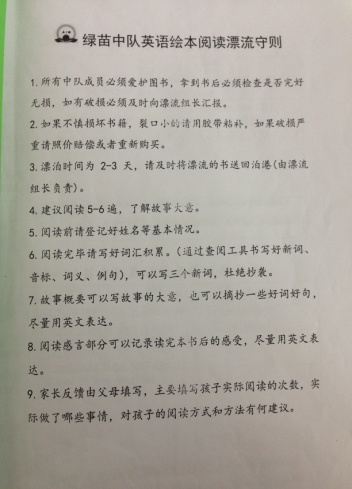 绿苗中队英语绘本阅读漂流守则
1.所有中队成员必须爱护图书，拿到书后必须检查是否完好
无损，如有破损必须及时向漂流组长汇报。
2.如果不慎损坏书籍，裂口小的请用胶带粘补，如果破损严
重请照价赔偿或者重新购买。
3.漂泊时间为 2-3 天，请及时将漂流的书送回泊港(由漂流
组长负责)。
4.建议阅读5-6遍，了解故事大意。
5.阅读前请登记好姓名等基本情况。
6.阅读完毕请写好词汇积累。（通过查阅工具书写好新词、
音标、词义、例句），可以写三个新词，杜绝抄袭。
7.故事概要可以写故事的大意，也可以摘抄一些好词好句，
尽量用英文表达。
8.阅读感言部分可以记录读完本书后的感受，尽量用英文表
达。
9.家长反馈由父母填写，主要填写孩子实际阅读的次数，实
际做了哪些事情，对孩子的阅读方式和方法有何建议。